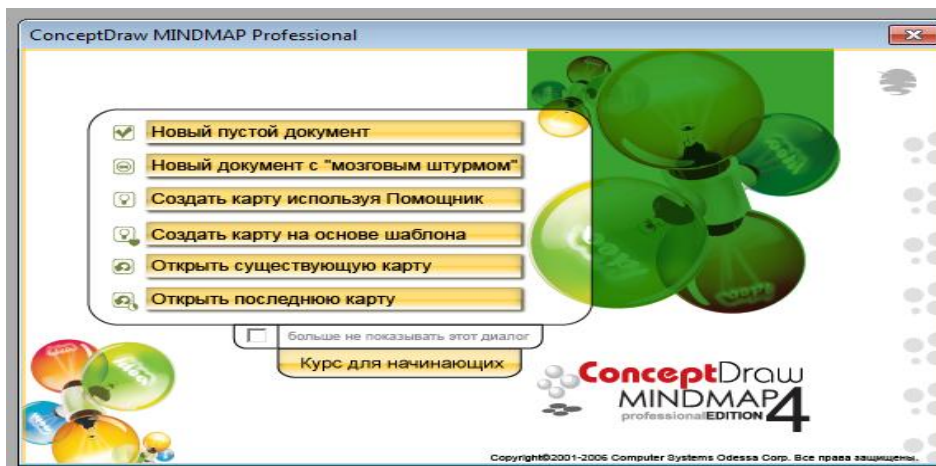 ConceptDraw MINDMAP Professional
Новый пустой документ
Новый документ с "мозговым штурмом"
Создать карту используя Помощник
Создать карту на основе шаблона
Открыть существующую карту
Открыть последнюю карту
больше не показывать этот диалог
Курс для начинающих
ConceptDraw
MINDMAP 4
professional EDITION
Copyright©2001-2006 Computer Systems Odessa Corp. Все права защищены.